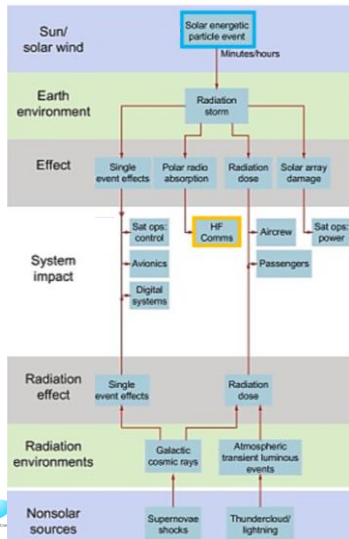 Sun/
solar wind
Solar energetic
particle event
Minutes/hours
Earth
environment
Radiation
storm
Effect
Single
event effects
Polar radio
absorption
Radiation
dose
Solar array
damage
System
impact
Sat ops:
control
HF
Comms
Aircrew
Sat ops:
power
Avionics
Passengers
Digital
systems
Radiation
effect
Single
event effects
Radiation
dose
Radiation
environments
Galactic
cosmic rays
Atmospheric
transient luminous
events
Nonsolar
sources
Supernovae
shocks
Thundercloud/
lightning